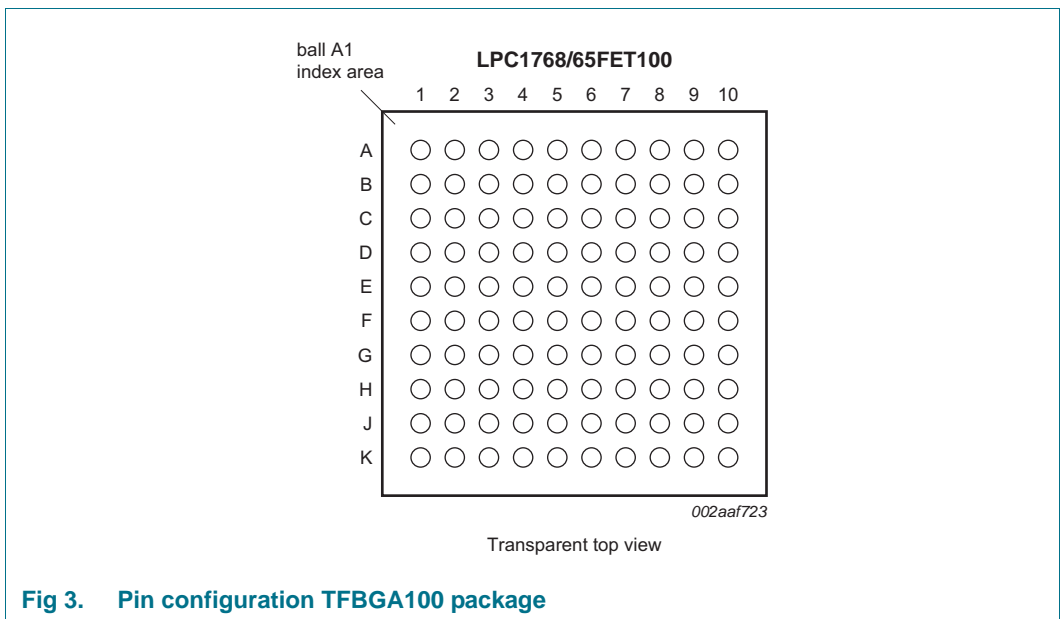 ball A1
index area
LPC1768/65FET100
1 2 3 4 5 6 7 8 9 10
A
B
C
D
E
F
G
H
J
K
002aaf723
Transparent top view
Fig 3. Pin configuration TFBGA100 package